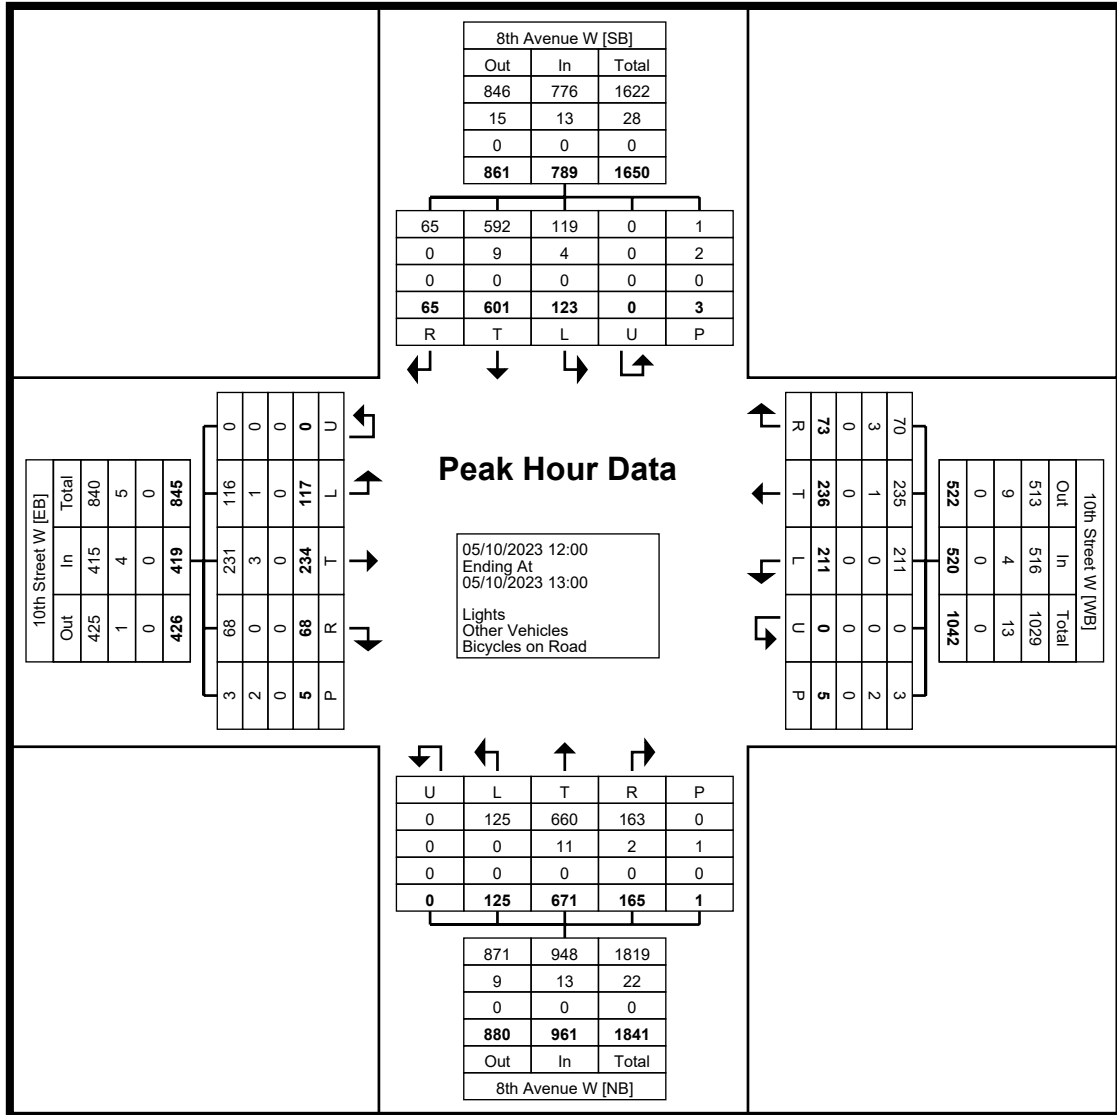 8th Avenue W [SB]
Out In Total
846 776 1622
15 13 28
0 0 0
861 789 1650
65 592 119 0 1
0 9 4 0 2
0 0 0 0 0
65 601 123 0 3
R T L U P
10th Street W [EB]
Total In Out
840 415 425
5 4 1
0 0 0
845 419 426
0 116 231 68 3
0 1 3 0 2
0 0 0 0 0
0 117 234 68 5
U L T R P
Peak Hour Data
05/10/2023 12:00
Ending At
05/10/2023 13:00
Lights
Other Vehicles
Bicycles on Road
R T L U P
73 236 211 0 5
0 0 0 0 0
3 1 0 0 2
70 235 211 0 3
522 520 1042
0 0 0
9 4 13
513 516 1029
Out In Total
10th Street W [WB]
U L T R P
0 125 660 163 0
0 0 11 2 1
0 0 0 0 0
0 125 671 165 1
871 948 1819
9 13 22
0 0 0
880 961 1841
Out In Total
8th Avenue W [NB]